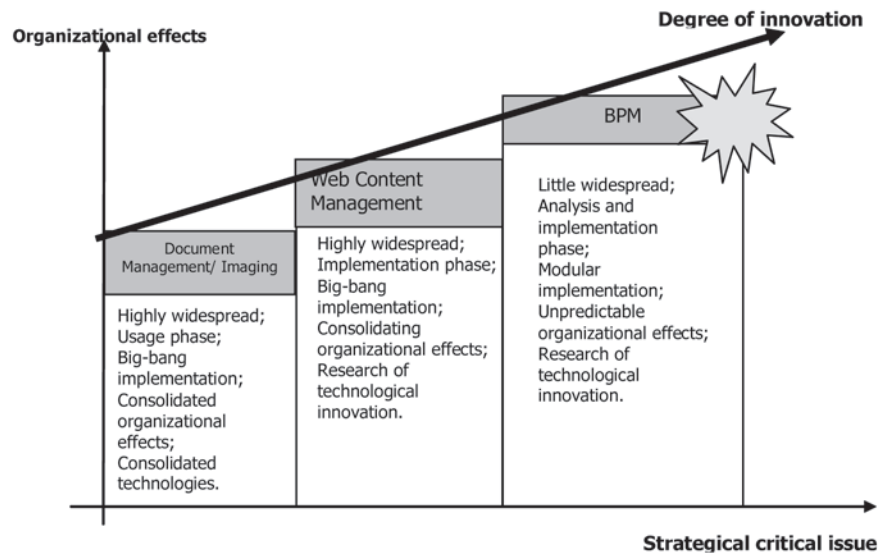 Degree of innovation
Organizational effects
BPM
Web Content
Management
Document
Management/ Imaging
Highly widespread;
Usage phase;
Big-bang
implementation;
Consolidated
organizational
effects;
Consolidated
technologies.
Highly widespread;
Implementation phase;
Big-bang
implementation;
Consolidating
organizational effects;
Research of
technological
innovation.
Little widespread;
Analysis and
implementation
phase;
Modular
implementation;
Unpredictable
organizational effects;
Research of
technological
innovation.
Strategical critical issue